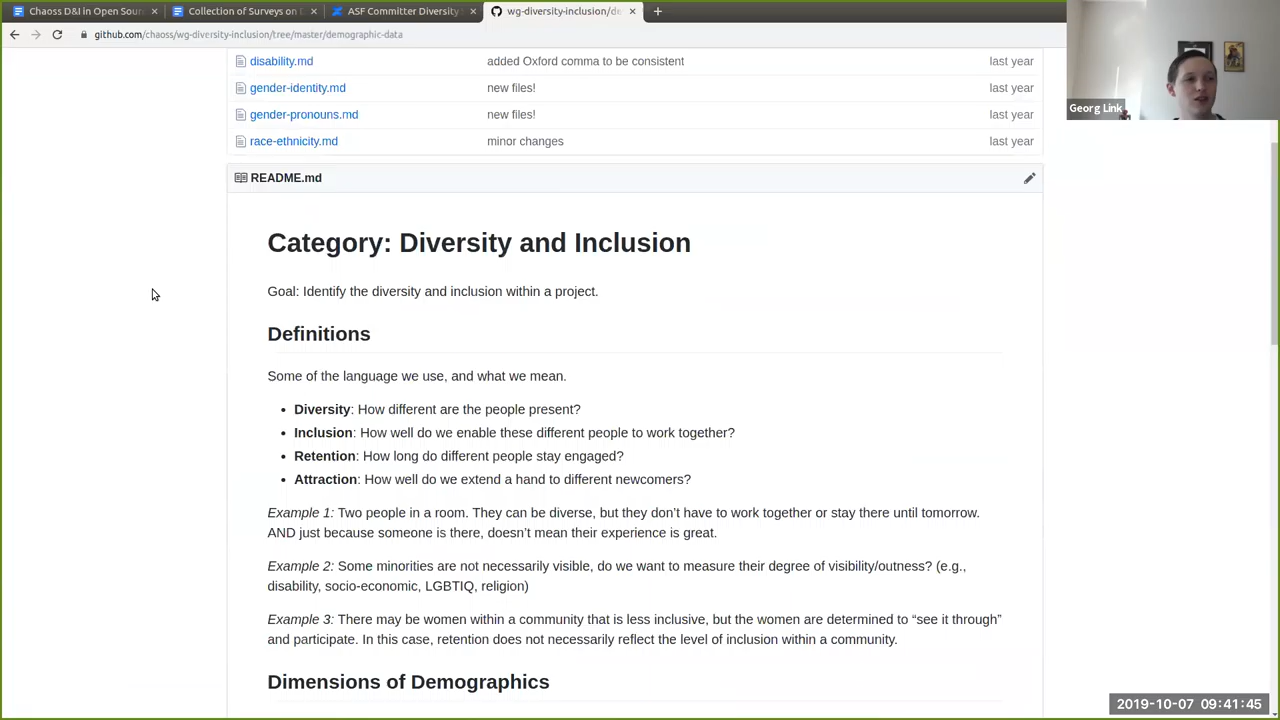 Chaoss D&I in Open Sour
Collection of Surveys on
ASF Committer Diversity
wg-diversity-inclusion/de
github.com/chaoss/wg-diversity-inclusion/tree/master/demographic-data
disability.md added Oxford comma to be consistent last year
gender-identity.md new files! last year
gender-pronouns.md new files! last year
race-ethnicity.md minor changes last year
Georg Link
README.md
Category: Diversity and Inclusion
Goal: Identify the diversity and inclusion within a project.
Definitions
Some of the language we use, and what we mean.
• Diversity: How different are the people present?
• Inclusion: How well do we enable these different people to work together?
• Retention: How long do different people stay engaged?
• Attraction: How well do we extend a hand to different newcomers?
Example 1: Two people in a room. They can be diverse, but they don’t have to work together or stay there until tomorrow.
AND just because someone is there, doesn’t mean their experience is great.
Example 2: Some minorities are not necessarily visible, do we want to measure their degree of visibility/outness? (e.g.,
disability, socio-economic, LGBTIQ, religion)
Example 3: There may be women within a community that is less inclusive, but the women are determined to “see it through”
and participate. In this case, retention does not necessarily reflect the level of inclusion within a community.
Dimensions of Demographics
2019-10-07 09:41:45